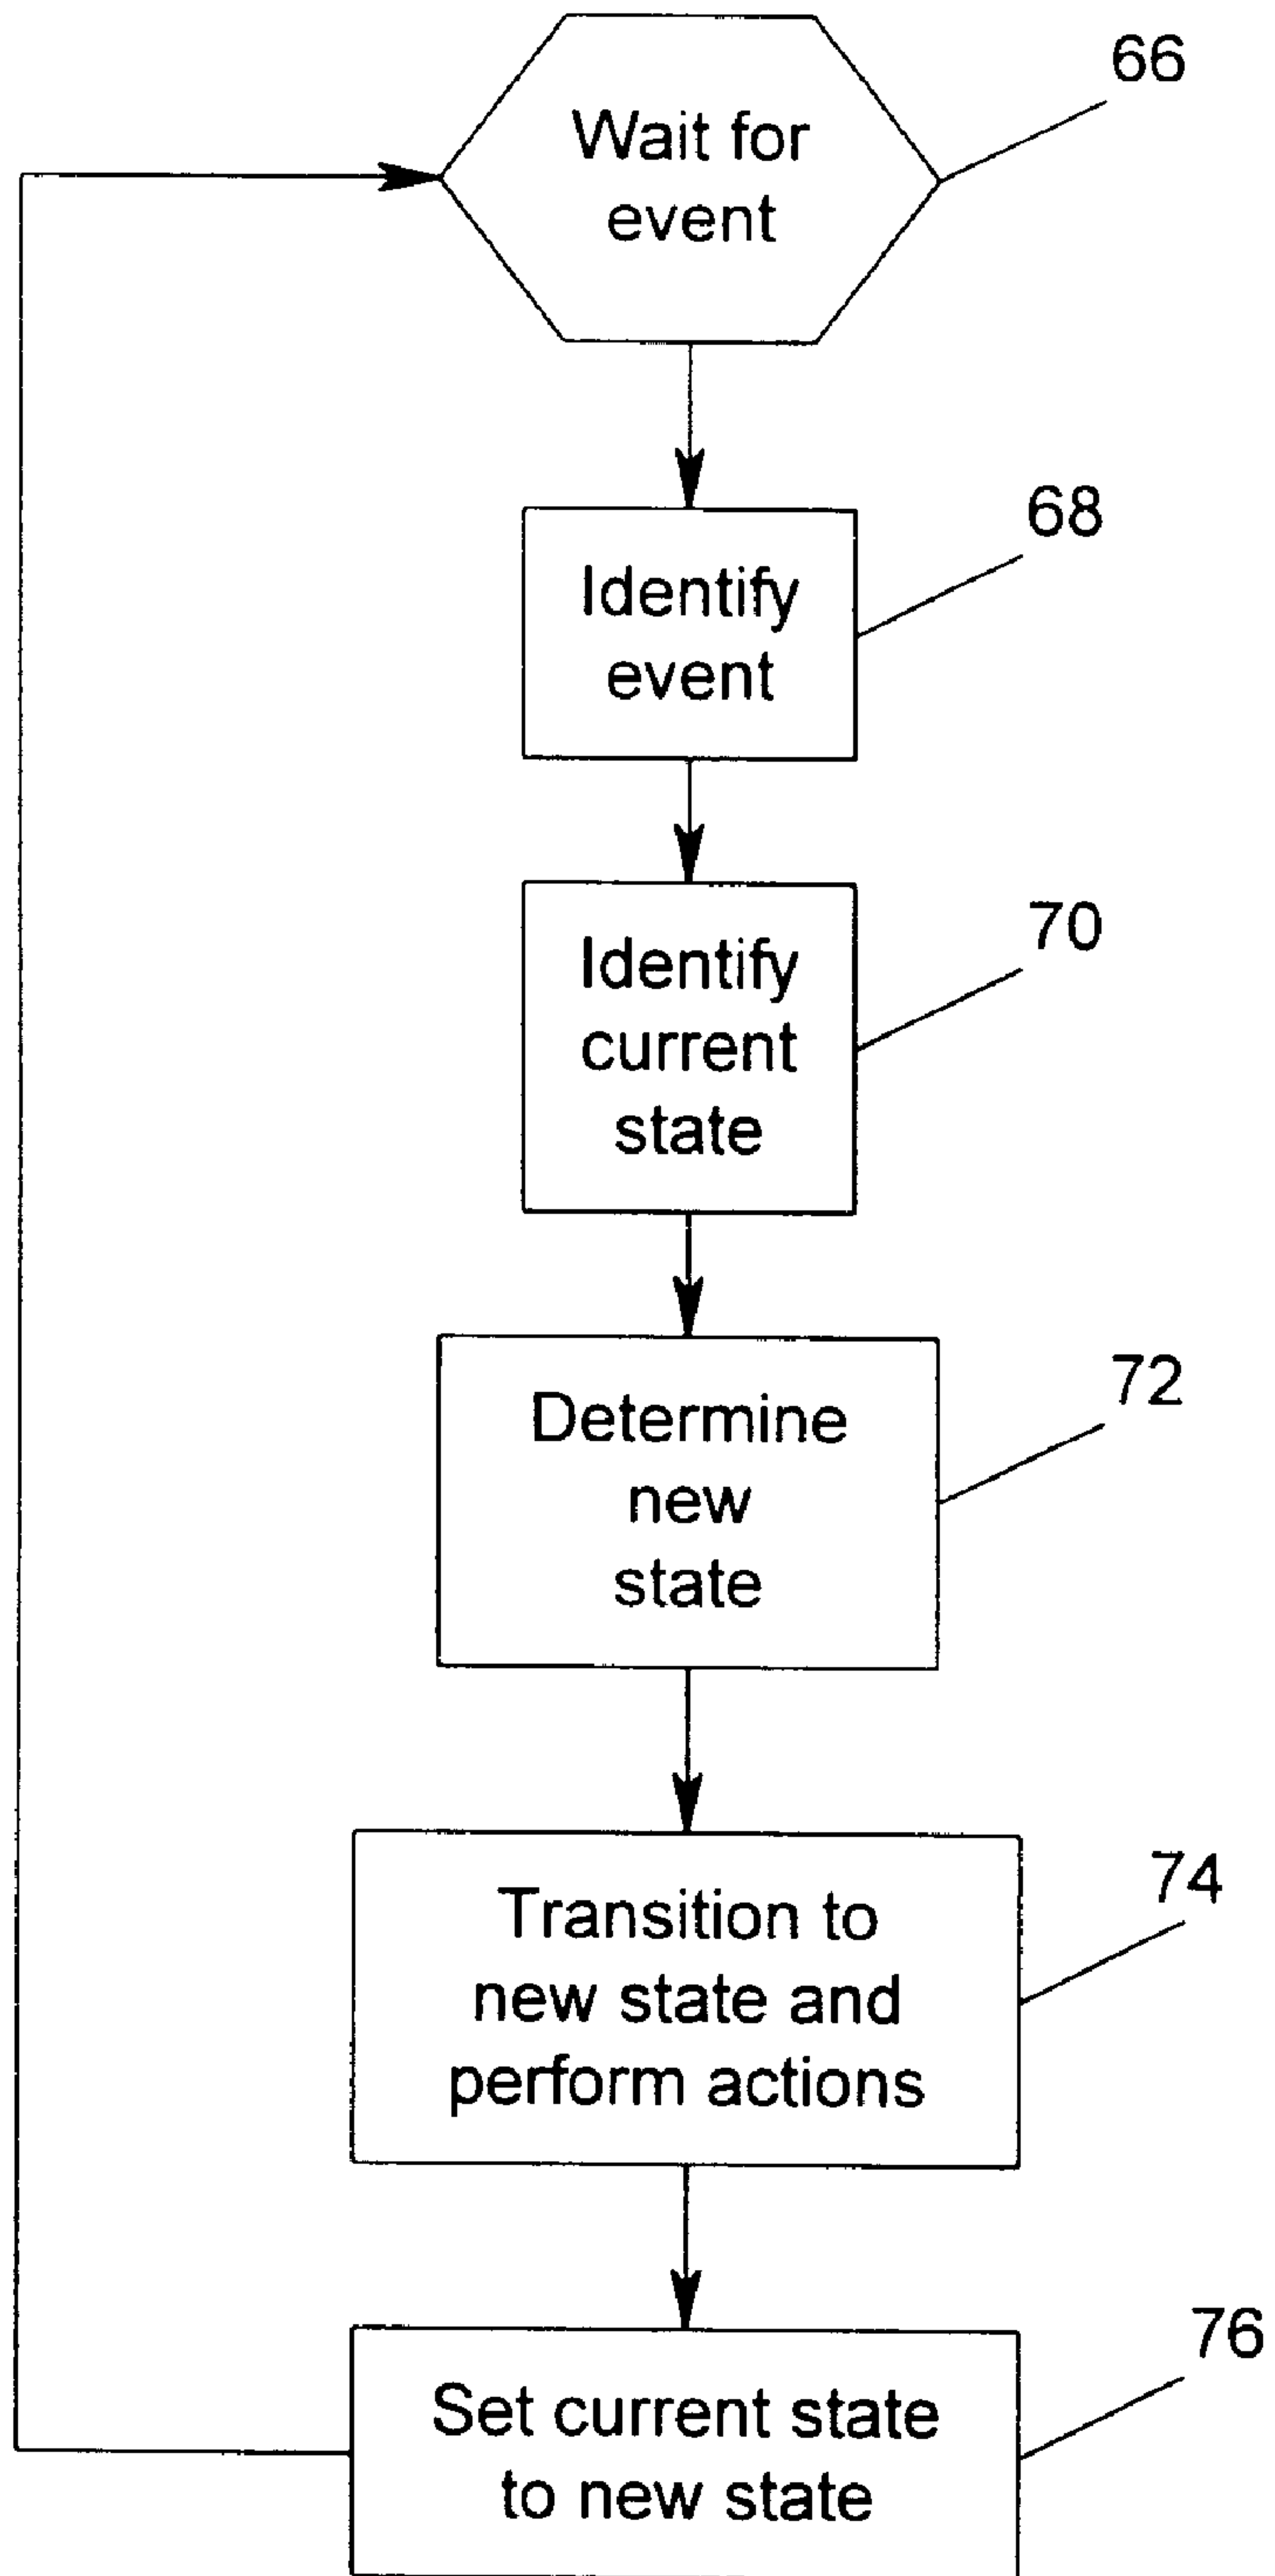 66
Wait for
event
68
Identify
event
70
Identify
current
state
72
Determine
new
state
74
Transition to
new state and
perform actions
76
Set current state
to new state